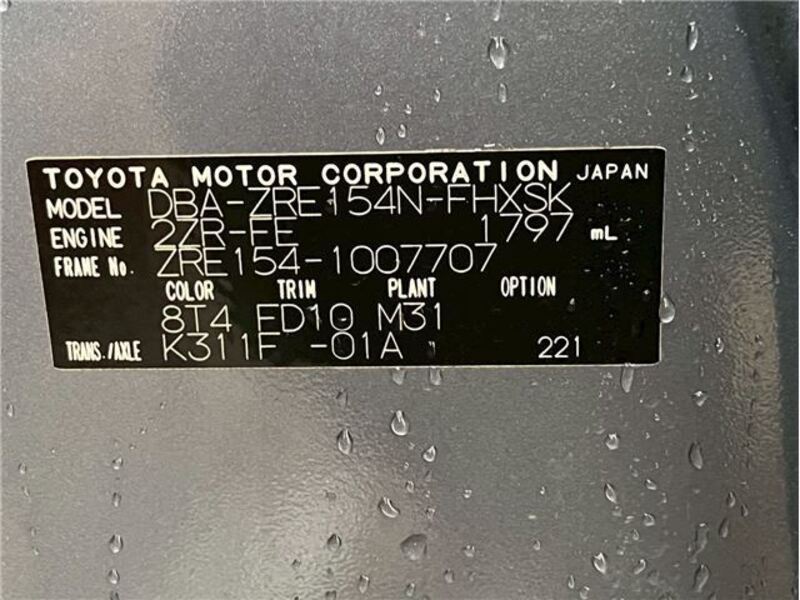 TOYOTA MOTOR CORPORATION JAPAN
MODEL DBA-ZRE154N-FHXSK
ENGINE 2ZR-FE 1797 mL
FRAME No. ZRE154-1007707
COLOR TRIM PLANT OPTION
8T4 ED10 M31
TRANS./AXLE K311F -01A 221